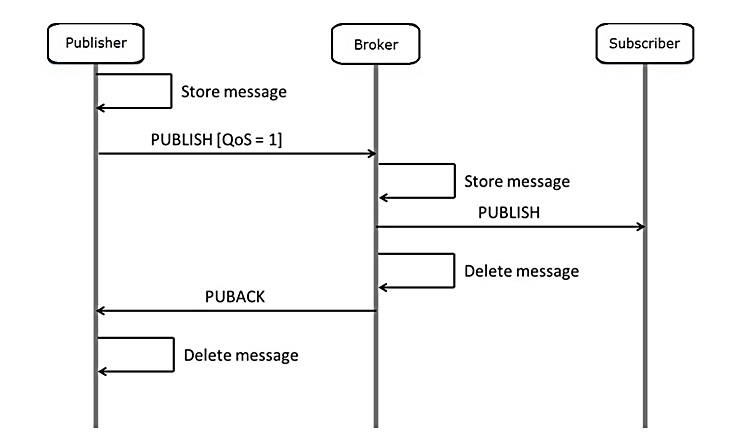 Publisher
Broker
Subscriber
Store message
PUBLISH [QoS = 1]
Store message
PUBLISH
Delete message
PUBACK
Delete message